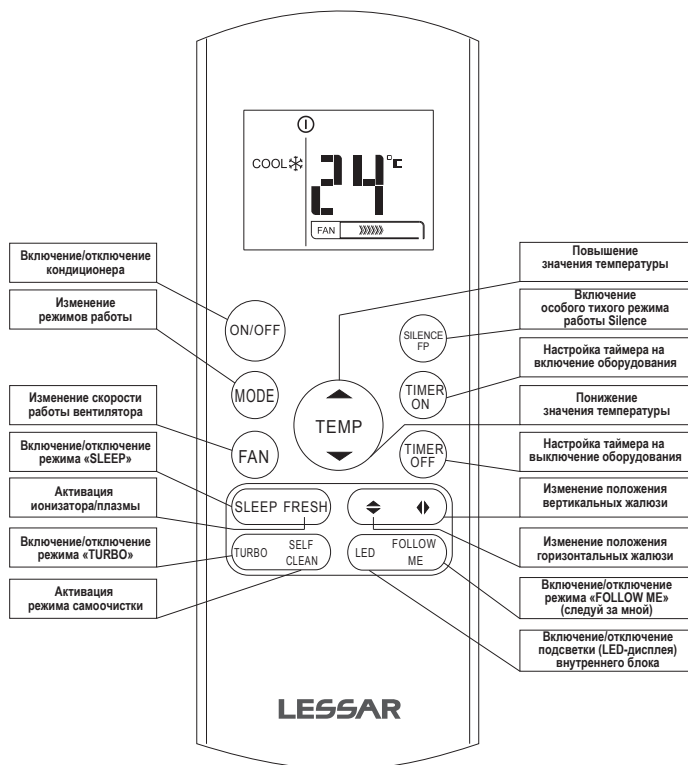 COOL
24°C
FAN
ON/OFF
MODE
FAN
TEMP
SILENCE
FP
TIMER
ON
TIMER
OFF
SLEEP FRESH
TURBO
SELF
CLEAN
LED
FOLLOW
ME
LESSAR
Включение/отключение
кондиционера
Изменение
режимов работы
Изменение скорости
работы вентилятора
Включение/отключение
режима «SLEEP»
Активация
ионизатора/плазмы
Включение/отключение
режима «TURBO»
Активация
режима самоочистки
Повышение
значения температуры
Включение
особого тихого режима
работы Silence
Настройка таймера на
включение оборудования
Понижение
значения температуры
Настройка таймера на
выключение оборудования
Изменение положения
вертикальных жалюзи
Изменение положения
горизонтальных жалюзи
Включение/отключение
режима «FOLLOW ME»
(следуй за мной)
Включение/отключение
подсветки (LED-дисплея)
внутреннего блока